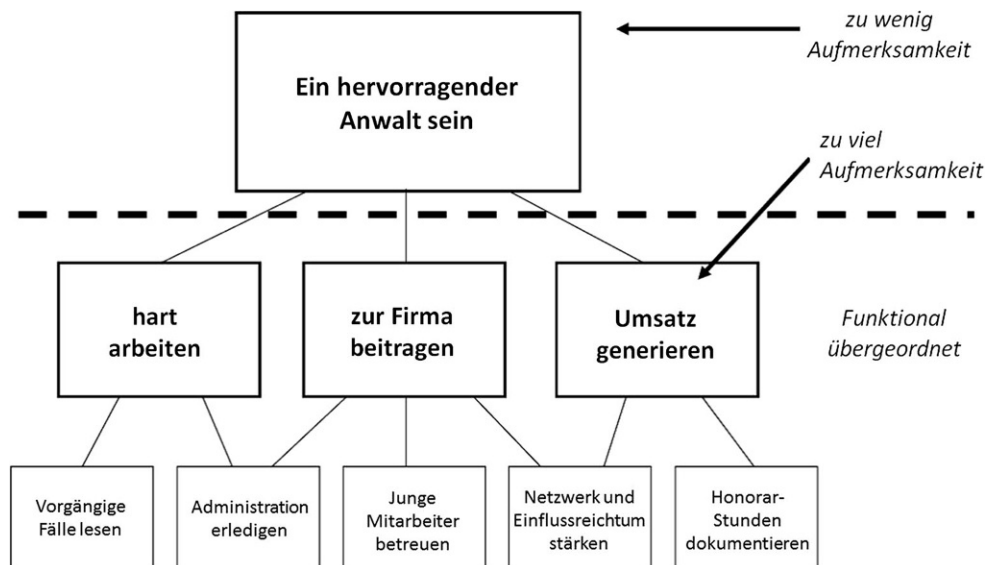 zu wenig
Aufmerksamkeit
Ein hervorragender
Anwalt sein
zu viel
Aufmerksamkeit
hart
arbeiten
zur Firma
beitragen
Umsatz
generieren
Funktional
übergeordnet
Vorgängige
Fälle lesen
Administration
erledigen
Junge
Mitarbeiter
betreuen
Netzwerk und
Einflussreichtum
stärken
Honorar-
Stunden
dokumentieren